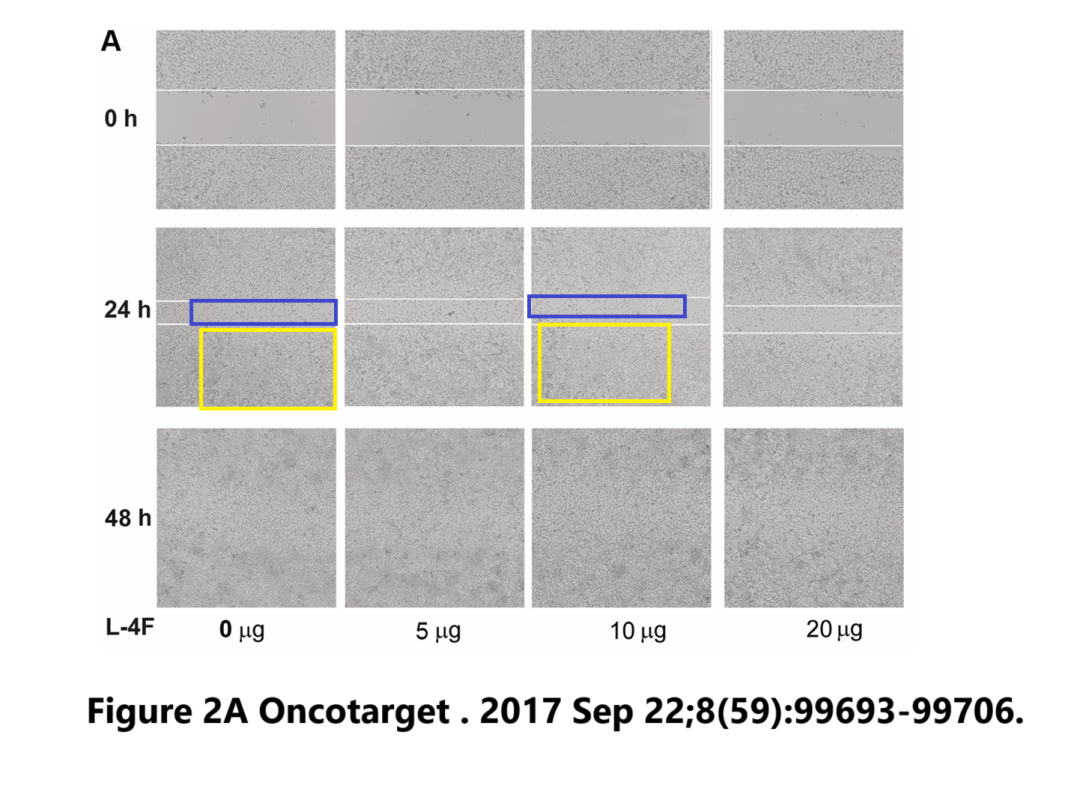 A
0 h
24 h
48 h
L-4F 0 µg 5 µg 10 µg 20 µg
Figure 2A Oncotarget . 2017 Sep 22;8(59):99693-99706.